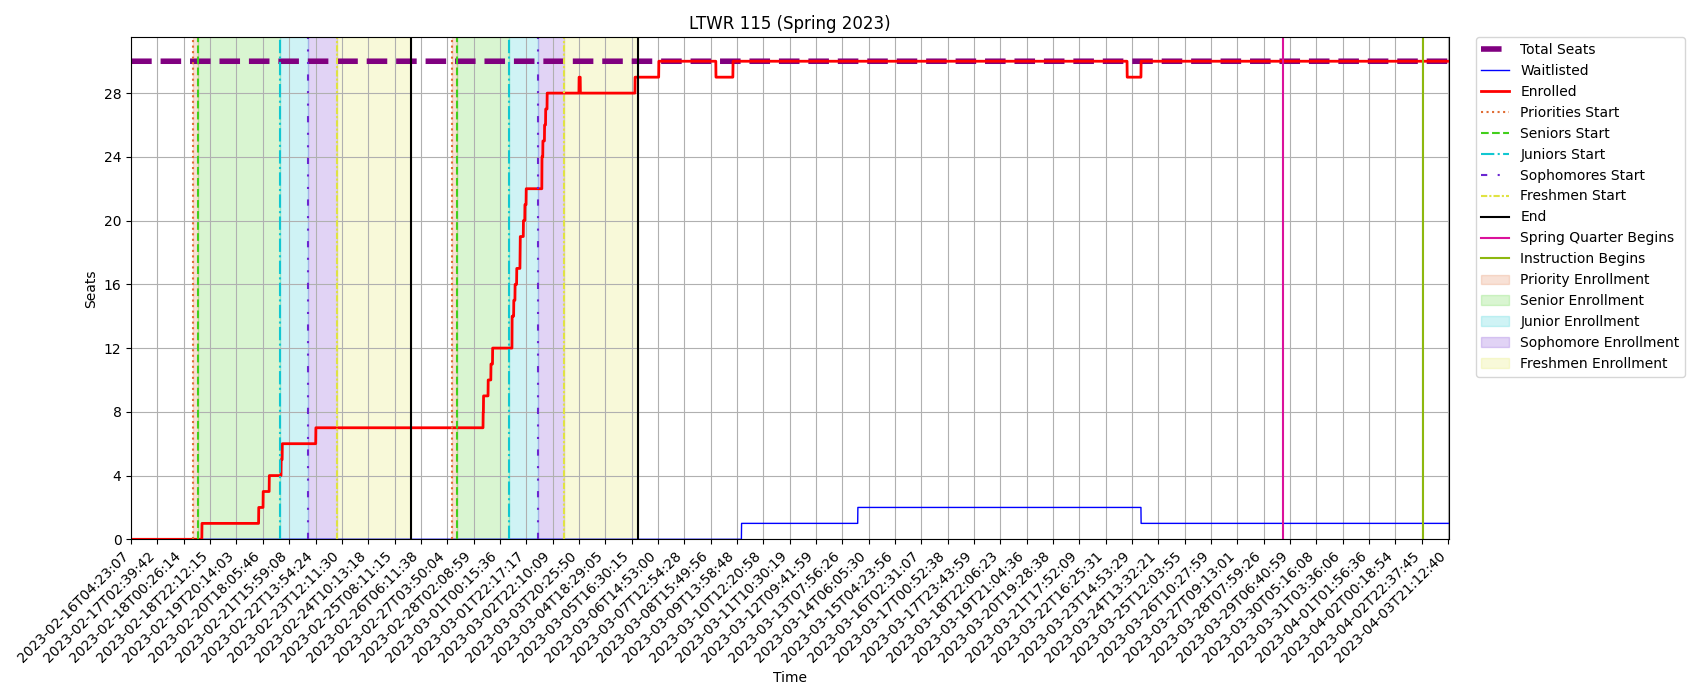 LTWR 115 (Spring 2023)
Seats
28
24
20
16
12
8
4
0
2023-02-16T04:23:07
2023-02-17T02:39:42
2023-02-18T00:26:14
2023-02-18T22:12:15
2023-02-19T20:14:03
2023-02-20T18:05:46
2023-02-21T15:59:08
2023-02-22T13:54:24
2023-02-23T12:11:30
2023-02-24T10:13:18
2023-02-25T08:11:15
2023-02-26T06:11:38
2023-02-27T03:50:04
2023-02-28T02:08:59
2023-03-01T00:15:36
2023-03-01T22:17:17
2023-03-02T22:10:09
2023-03-03T20:25:50
2023-03-04T18:29:05
2023-03-05T16:30:15
2023-03-06T14:53:00
2023-03-07T12:54:28
2023-03-08T15:49:56
2023-03-09T13:58:48
2023-03-10T12:20:58
2023-03-11T10:30:19
2023-03-12T09:41:59
2023-03-13T07:56:26
2023-03-14T06:05:30
2023-03-15T04:23:56
2023-03-16T02:31:07
2023-03-17T00:52:38
2023-03-17T23:43:59
2023-03-18T22:06:23
2023-03-19T21:04:36
2023-03-20T19:28:38
2023-03-21T17:52:09
2023-03-22T16:25:31
2023-03-23T14:53:29
2023-03-24T13:32:21
2023-03-25T12:03:55
2023-03-26T10:27:59
2023-03-27T09:13:01
2023-03-28T07:59:26
2023-03-29T06:40:59
2023-03-30T05:16:08
2023-03-31T03:36:06
2023-04-01T01:56:36
2023-04-02T00:18:54
2023-04-02T22:37:45
2023-04-03T21:12:40
Time
Total Seats
Waitlisted
Enrolled
Priorities Start
Seniors Start
Juniors Start
Sophomores Start
Freshmen Start
End
Spring Quarter Begins
Instruction Begins
Priority Enrollment
Senior Enrollment
Junior Enrollment
Sophomore Enrollment
Freshmen Enrollment